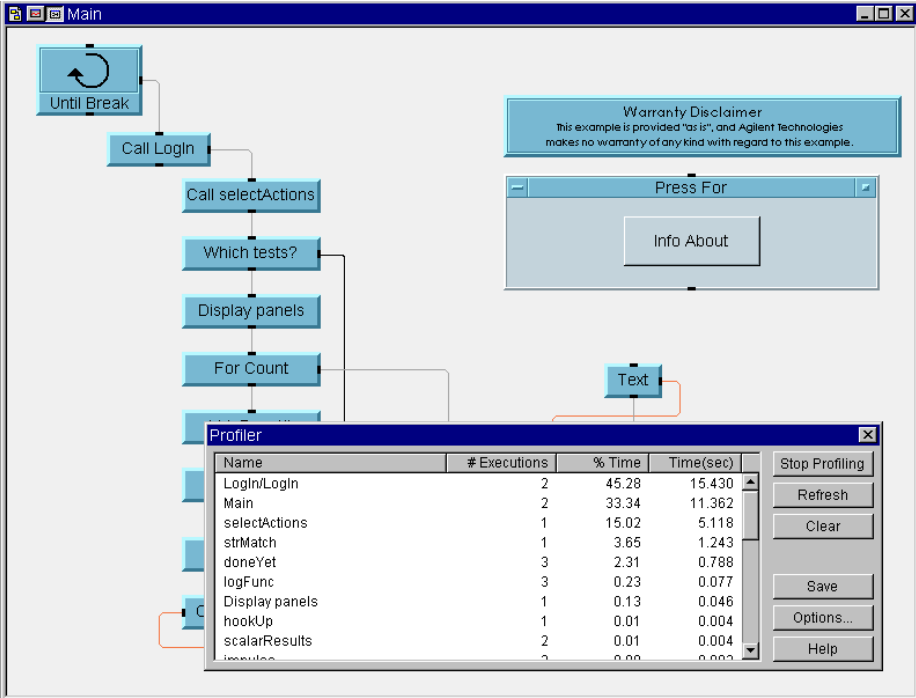 Main
Until Break
Call LogIn
Warranty Disclaimer
This example is provided "as is", and Agilent Technologies
makes no warranty of any kind with regard to this example.
Call selectActions
Press For
Info About
Which tests?
Display panels
For Count
Text
Profiler
Name # Executions % Time Time(sec)
LogIn/LogIn 2 45.28 15.430
Main 2 33.34 11.362
selectActions 1 15.02 5.118
strMatch 1 3.65 1.243
doneYet 3 2.31 0.788
logFunc 3 0.23 0.077
Display panels 1 0.13 0.046
hookUp 1 0.01 0.004
scalarResults 2 0.01 0.004
Stop Profiling
Refresh
Clear
Save
Options...
Help